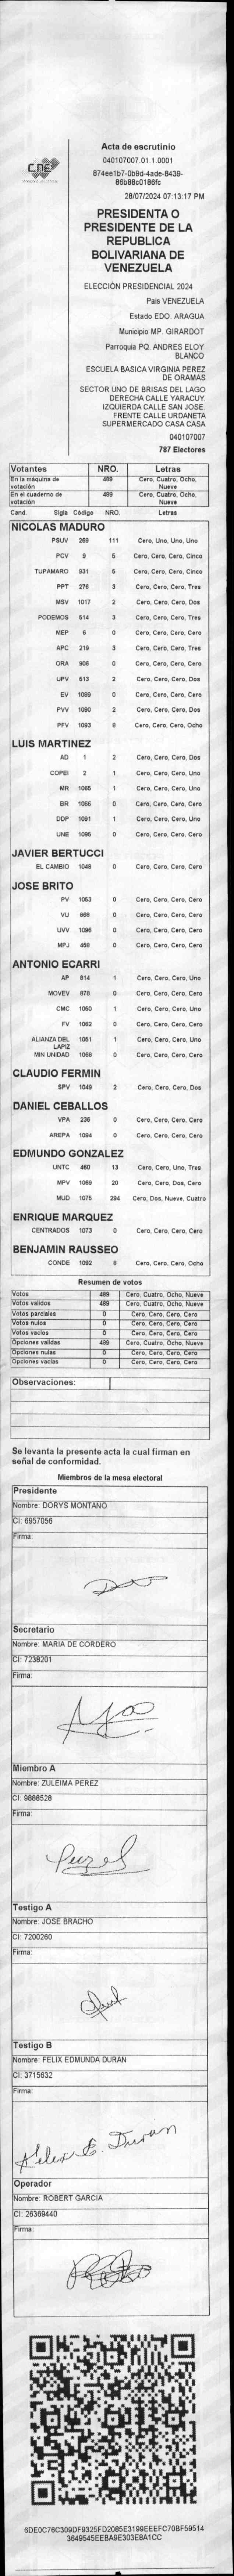 CNE
Acta de escrutinio
040107007.01.1.0001
874ee1b7-0b9d-4ade-8439-
86b88c0186fc
28/07/2024 07:13:17 PM
PRESIDENTA O
PRESIDENTE DE LA
REPUBLICA
BOLIVARIANA DE
VENEZUELA
ELECCIÓN PRESIDENCIAL 2024
País VENEZUELA
Estado EDO. ARAGUA
Municipio MP. GIRARDOT
Parroquia PQ. ANDRES ELOY
BLANCO
ESCUELA BASICA VIRGINIA PEREZ
DE ORAMAS
SECTOR UNO DE BRISAS DEL LAGO
DERECHA CALLE YARACUY
IZQUIERDA CALLE SAN JOSE.
FRENTE CALLE URDANETA
SUPERMERCADO CASA CASA
040107007
787 Electores
Votantes NRO. Letras
En la máquina de votación 489 Cero, Cuatro, Ocho, Nueve
En el cuaderno de votación 489 Cero, Cuatro, Ocho, Nueve
Cand. Sigla Código NRO. Letras
NICOLAS MADURO
PSUV 269 111 Cero, Uno, Uno, Uno
PCV 9 5 Cero, Cero, Cero, Cinco
TUPAMARO 931 5 Cero, Cero, Cero, Cinco
PPT 276 3 Cero, Cero, Cero, Tres
MSV 1017 2 Cero, Cero, Cero, Dos
PODEMOS 514 3 Cero, Cero, Cero, Tres
MEP 6 0 Cero, Cero, Cero, Cero
APC 219 3 Cero, Cero, Cero, Tres
ORA 906 0 Cero, Cero, Cero, Cero
UPV 613 2 Cero, Cero, Cero, Dos
EV 1089 0 Cero, Cero, Cero, Cero
PVV 1090 2 Cero, Cero, Cero, Dos
PFV 1093 8 Cero, Cero, Cero, Ocho
LUIS MARTINEZ
AD 1 2 Cero, Cero, Cero, Dos
COPEI 2 1 Cero, Cero, Cero, Uno
MR 1065 1 Cero, Cero, Cero, Uno
BR 1066 0 Cero, Cero, Cero, Cero
DDP 1091 1 Cero, Cero, Cero, Uno
UNE 1095 0 Cero, Cero, Cero, Cero
JAVIER BERTUCCI
EL CAMBIO 1048 0 Cero, Cero, Cero, Cero
JOSE BRITO
PV 1053 0 Cero, Cero, Cero, Cero
VU 868 0 Cero, Cero, Cero, Cero
UVV 1096 0 Cero, Cero, Cero, Cero
MPJ 458 0 Cero, Cero, Cero, Cero
ANTONIO ECARRI
AP 814 1 Cero, Cero, Cero, Uno
MOVEV 878 0 Cero, Cero, Cero, Cero
CMC 1050 1 Cero, Cero, Cero, Uno
FV 1062 0 Cero, Cero, Cero, Cero
ALIANZA DEL LAPIZ 1051 1 Cero, Cero, Cero, Uno
MIN UNIDAD 1068 0 Cero, Cero, Cero, Cero
CLAUDIO FERMIN
SPV 1049 2 Cero, Cero, Cero, Dos
DANIEL CEBALLOS
VPA 236 0 Cero, Cero, Cero, Cero
AREPA 1094 0 Cero, Cero, Cero, Cero
EDMUNDO GONZALEZ
UNTC 460 13 Cero, Cero, Uno, Tres
MPV 1069 20 Cero, Cero, Dos, Cero
MUD 1075 294 Cero, Dos, Nueve, Cuatro
ENRIQUE MARQUEZ
CENTRADOS 1073 0 Cero, Cero, Cero, Cero
BENJAMIN RAUSSEO
CONDE 1092 8 Cero, Cero, Cero, Ocho
Resumen de votos
Votos 489 Cero, Cuatro, Ocho, Nueve
Votos validos 489 Cero, Cuatro, Ocho, Nueve
Votos parciales 0 Cero, Cero, Cero, Cero
Votos nulos 0 Cero, Cero, Cero, Cero
Votos vacios 0 Cero, Cero, Cero, Cero
Opciones validas 489 Cero, Cuatro, Ocho, Nueve
Opciones nulas 0 Cero, Cero, Cero, Cero
Opciones vacias 0 Cero, Cero, Cero, Cero
Observaciones:
Se levanta la presente acta la cual firman en
señal de conformidad.
Miembros de la mesa electoral
Presidente
Nombre: DORYS MONTANO
CI: 6957056
Firma:
Secretario
Nombre: MARIA DE CORDERO
CI: 7238201
Firma:
Miembro A
Nombre: ZULEIMA PEREZ
CI: 9888528
Firma:
Testigo A
Nombre: JOSE BRACHO
CI: 7200260
Firma:
Testigo B
Nombre: FELIX EDMUNDA DURAN
CI: 3715632
Firma:
Felix E. Duran
Operador
Nombre: ROBERT GARCIA
CI: 26369440
Firma:
6DE0C76C309DF9325FD2085E3199EEEFC70BF59514
3649545EEBA9E303EBA1CC